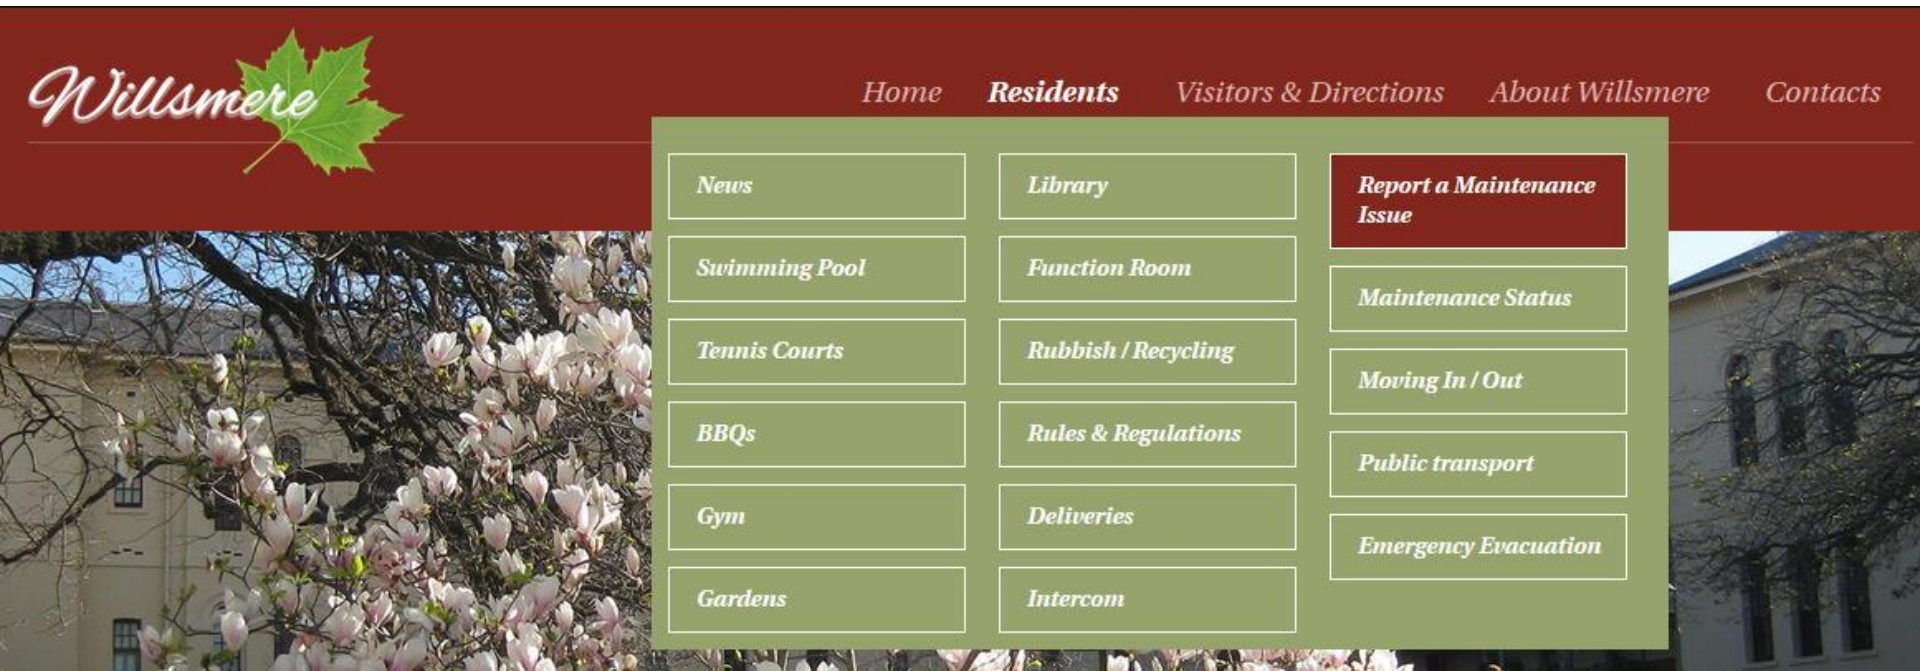 Willsmere
Home Residents Visitors & Directions About Willsmere Contacts
News
Swimming Pool
Tennis Courts
BBQs
Gym
Gardens
Library
Function Room
Rubbish / Recycling
Rules & Regulations
Deliveries
Intercom
Report a Maintenance
Issue
Maintenance Status
Moving In / Out
Public transport
Emergency Evacuation